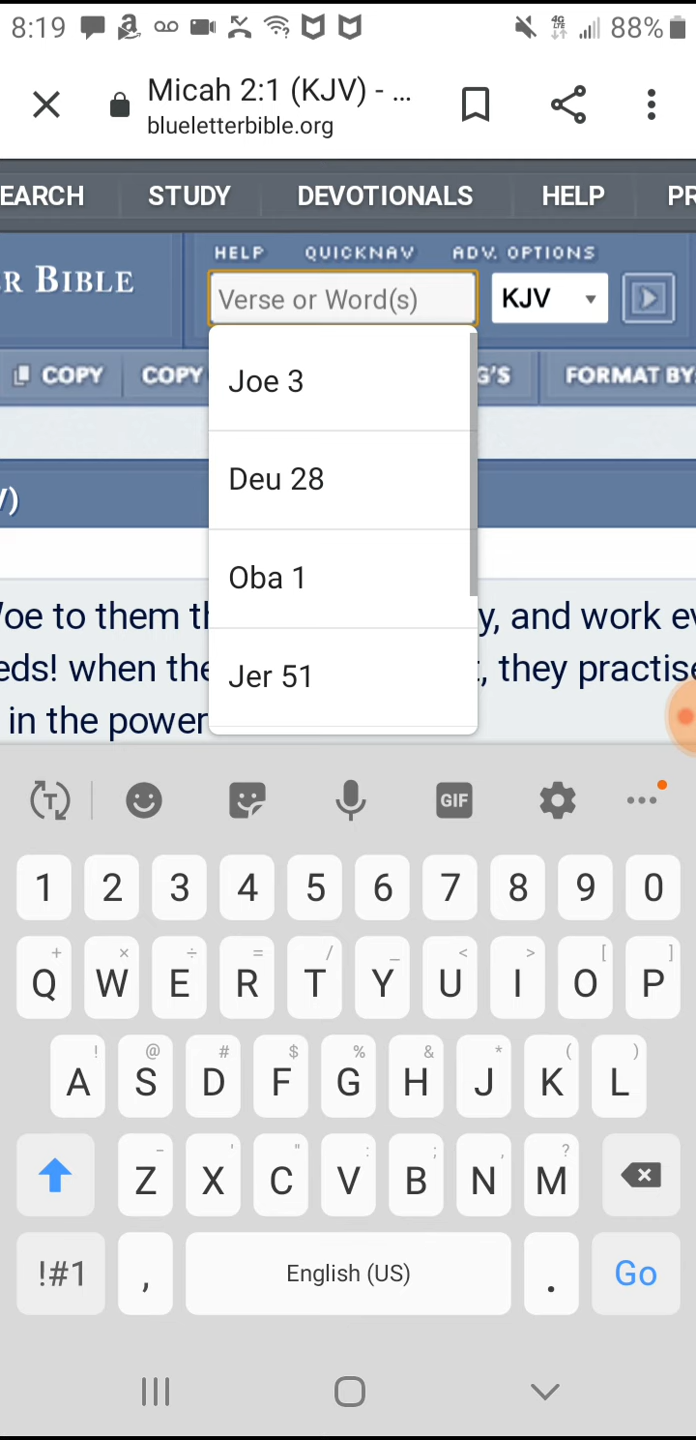 8:19 88%
Micah 2:1 (KJV) - ...
blueletterbible.org
EARCH STUDY DEVOTIONALS HELP PR
HELP QUICKNAV ADV. OPTIONS
R BIBLE Verse or Word(s) KJV
COPY COPY G'S FORMAT BY
Joe 3
Deu 28
V)
Oba 1
oe to them th y, and work ev
eds! when the t, they practise
Jer 51
in the power
T GIF
1 2 3 4 5 6 7 8 9 0
+ × ÷ = / _ < > [ ]
Q W E R T Y U I O P
! @ # $ % & * ( )
A S D F G H J K L
- ' " : ; , ?
Z X C V B N M
!#1 , English (US) . Go